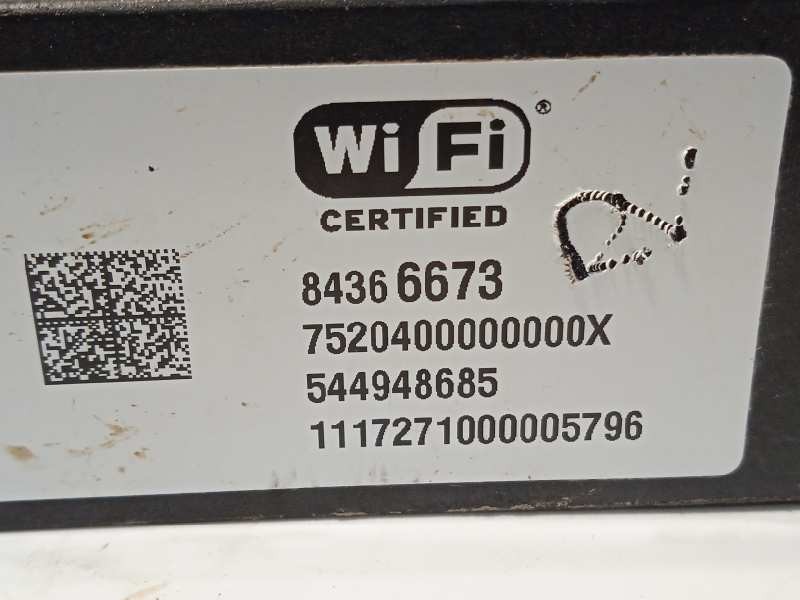 WiFi®
CERTIFIED
8436 6673
7520400000000X
544948685
1117271000005796